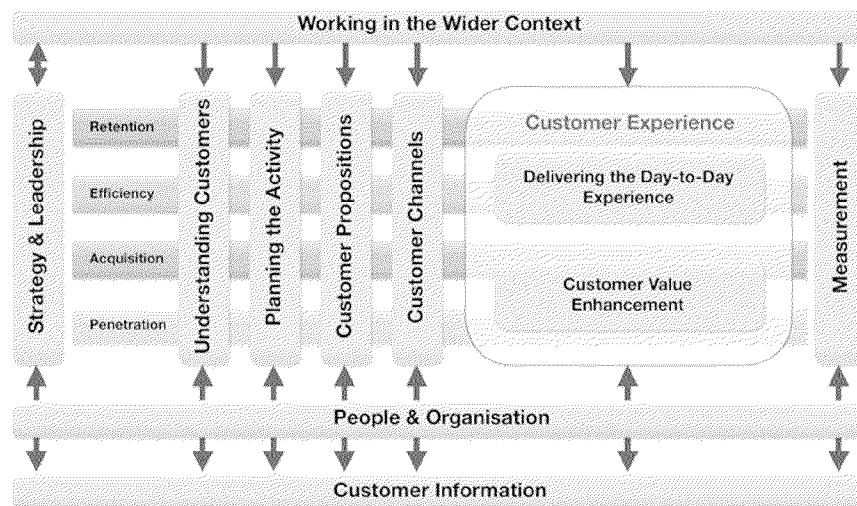 Working in the Wider Context
Strategy & Leadership
Retention
Efficiency
Acquisition
Penetration
Understanding Customers
Planning the Activity
Customer Propositions
Customer Channels
Customer Experience
Delivering the Day-to-Day
Experience
Customer Value
Enhancement
Measurement
People & Organisation
Customer Information